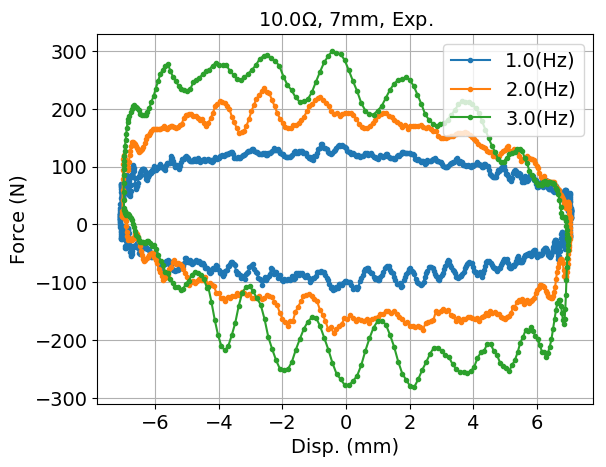 10.0Ω, 7mm, Exp.
300
200
100
0
−100
−200
−300
Force (N)
1.0(Hz)
2.0(Hz)
3.0(Hz)
−6 −4 −2 0 2 4 6
Disp. (mm)